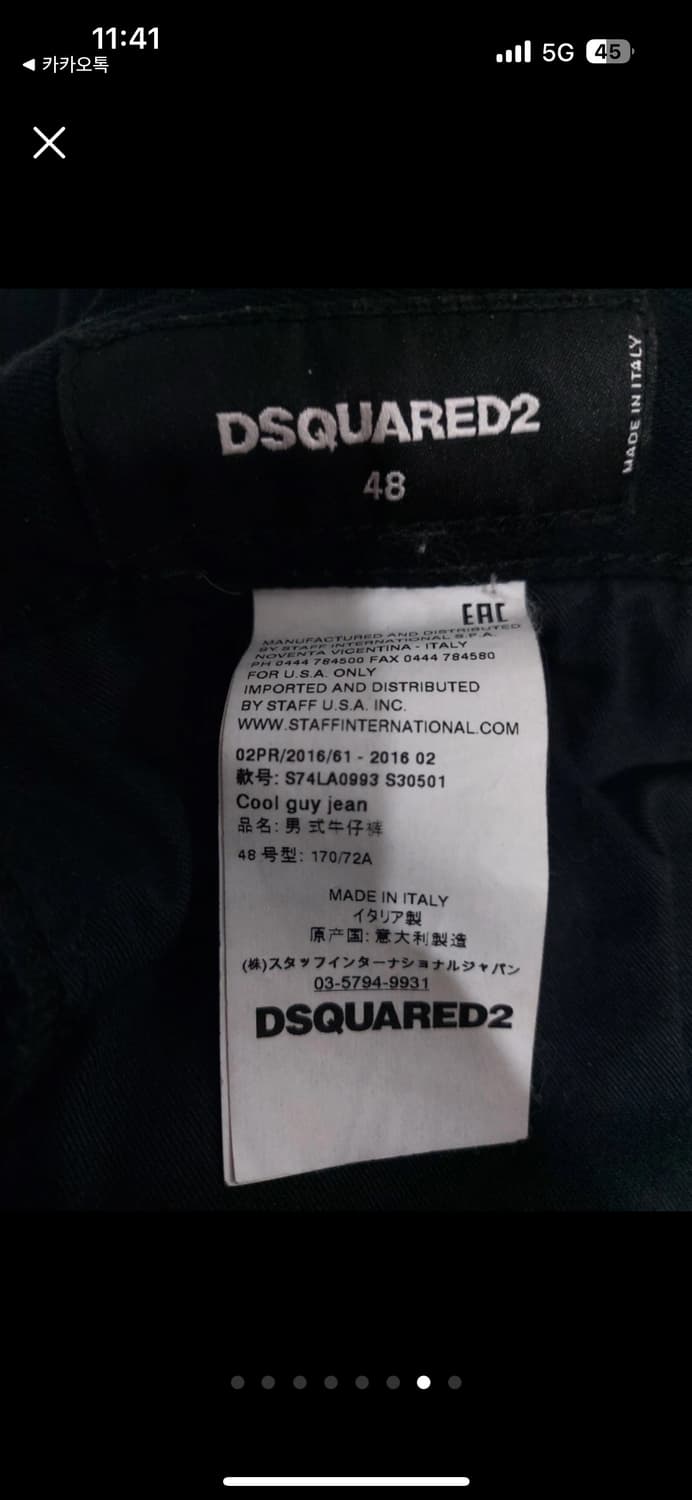 11:41
5G 45
◀ 카카오톡
DSQUARED2
48
MADE IN ITALY
EAC
MANUFACTURED AND DISTRIBUTED
BY STAFF INTERNATIONAL S.P.A.
NOVENTA VICENTINA - ITALY
PH 0444 784500 FAX 0444 784580
FOR U.S.A. ONLY
IMPORTED AND DISTRIBUTED
BY STAFF U.S.A. INC.
WWW.STAFFINTERNATIONAL.COM
02PR/2016/61 - 2016 02
款号: S74LA0993 S30501
Cool guy jean
品名: 男 式牛仔裤
48 号型: 170/72A
MADE IN ITALY
イタリア製
原产国: 意大利製造
(株)スタッフインターナショナルジャパン
03-5794-9931
DSQUARED2